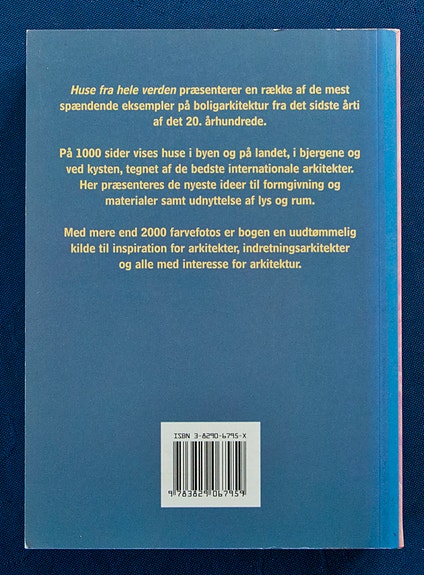 Huse fra hele verden præsenterer en række af de mest
spændende eksempler på boligarkitektur fra det sidste årti
af det 20. århundrede.
På 1000 sider vises huse i byen og på landet, i bjergene og
ved kysten, tegnet af de bedste internationale arkitekter.
Her præsenteres de nyeste ideer til formgivning og
materialer samt udnyttelse af lys og rum.
Med mere end 2000 farvefotos er bogen en uudtømmelig
kilde til inspiration for arkitekter, indretningsarkitekter
og alle med interesse for arkitektur.
ISBN 3-8290-6795-X
9 783829 067959